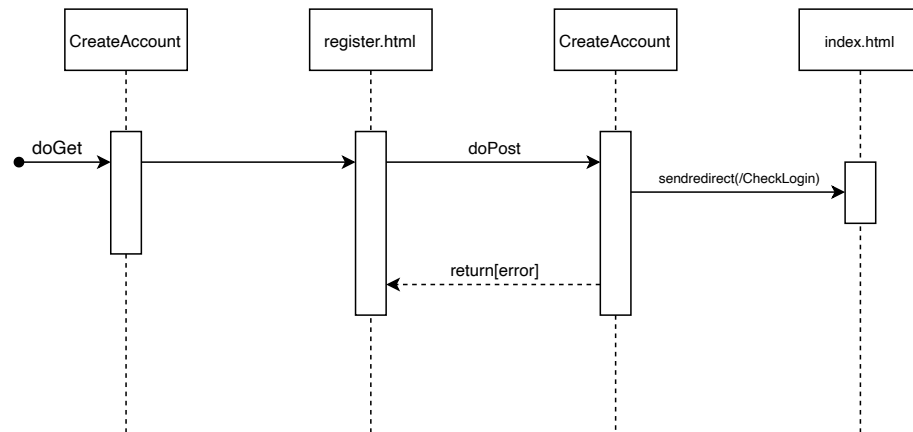 CreateAccount
register.html
CreateAccount
index.html
doGet
doPost
sendredirect(/CheckLogin)
return[error]